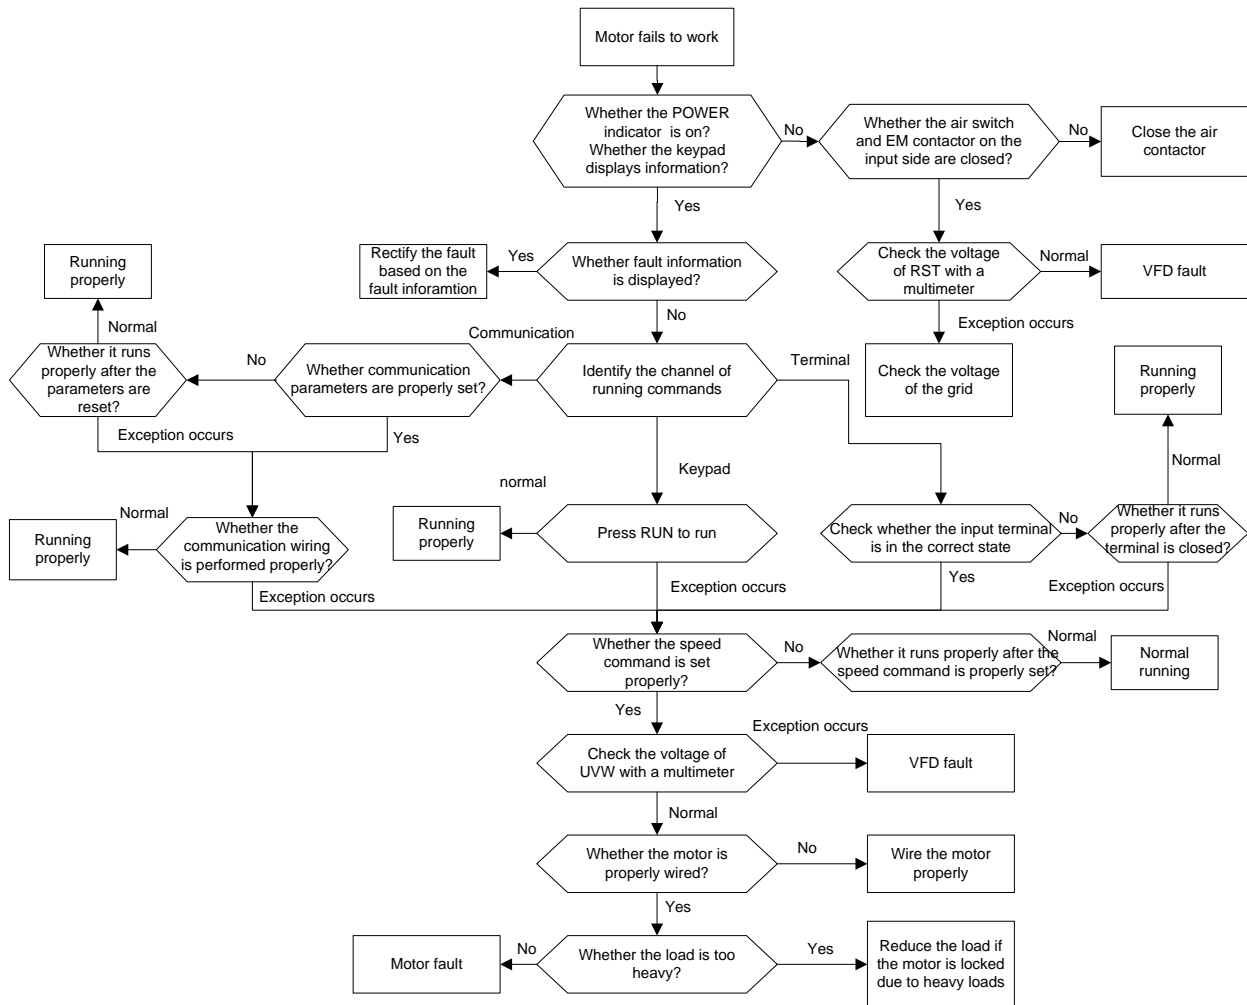 Motor fails to work
Whether the POWER
indicator is on?
Whether the keypad
displays information?
No
Whether the air switch
and EM contactor on the
input side are closed?
No
Close the air
contactor
Yes
Yes
Running
properly
Rectify the fault
based on the
fault inforamtion
Yes
Whether fault information
is displayed?
Check the voltage
of RST with a
multimeter
Normal
VFD fault
Normal
No
Exception occurs
Communication
Whether it runs
properly after the
parameters are
reset?
No
Whether communication
parameters are properly set?
Identify the channel of
running commands
Terminal
Check the voltage
of the grid
Running
properly
Exception occurs
Yes
Keypad
Normal
normal
Running
properly
Normal
Whether the
communication wiring
is performed properly?
Running
properly
Press RUN to run
Check whether the input terminal
is in the correct state
No
Whether it runs
properly after the
terminal is closed?
Exception occurs
Exception occurs
Yes
Exception occurs
Whether the speed
command is set
properly?
No
Whether it runs properly after the
speed command is properly set?
Normal
Normal
running
Yes
Exception occurs
Check the voltage of
UVW with a multimeter
VFD fault
Normal
Whether the motor is
properly wired?
No
Wire the motor
properly
Yes
Motor fault
No
Whether the load is too
heavy?
Yes
Reduce the load if
the motor is locked
due to heavy loads